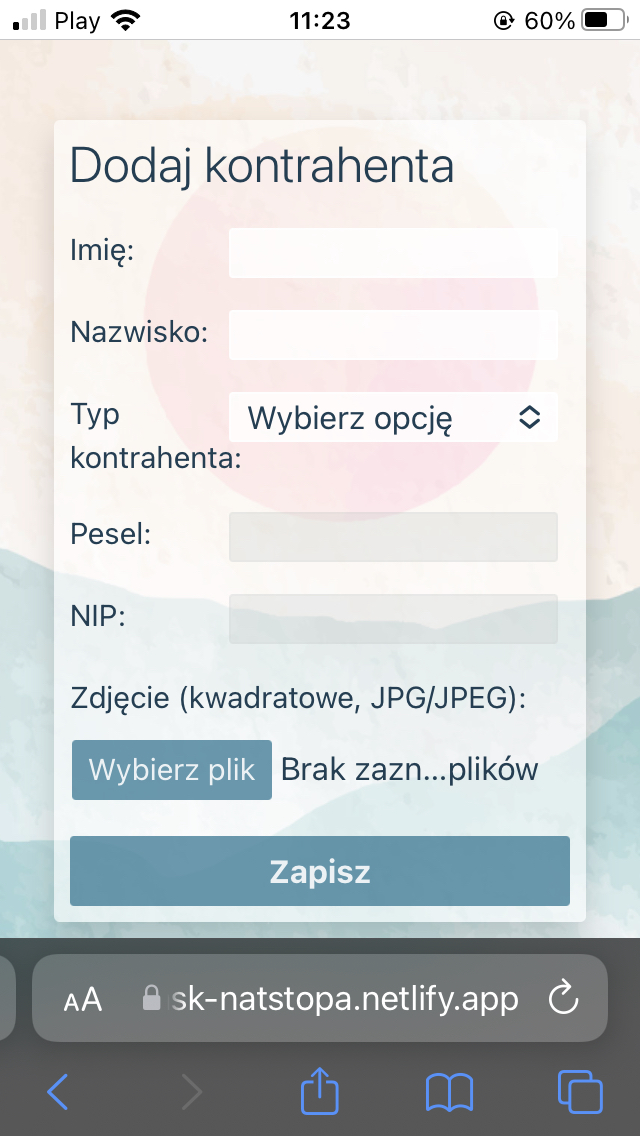 Play 11:23 60%
Dodaj kontrahenta
Imię:
Nazwisko:
Typ kontrahenta:
Wybierz opcję
Pesel:
NIP:
Zdjęcie (kwadratowe, JPG/JPEG):
Wybierz plik Brak zazn...plików
Zapisz
AA sk-natstopa.netlify.app